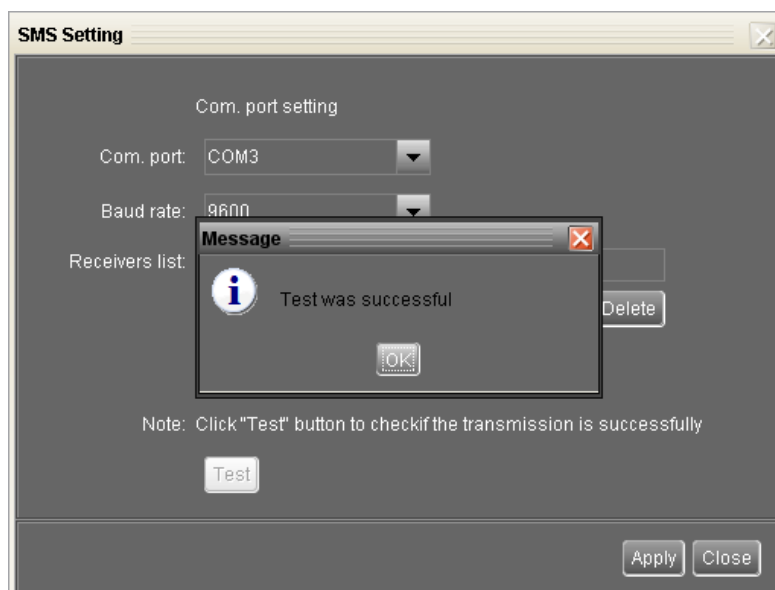 SMS Setting
Com. port setting
Com. port: COM3
Baud rate: 9600
Message
Receivers list:
Test was successful
Delete
OK
Note: Click "Test" button to checkif the transmission is successfully
Test
Apply Close